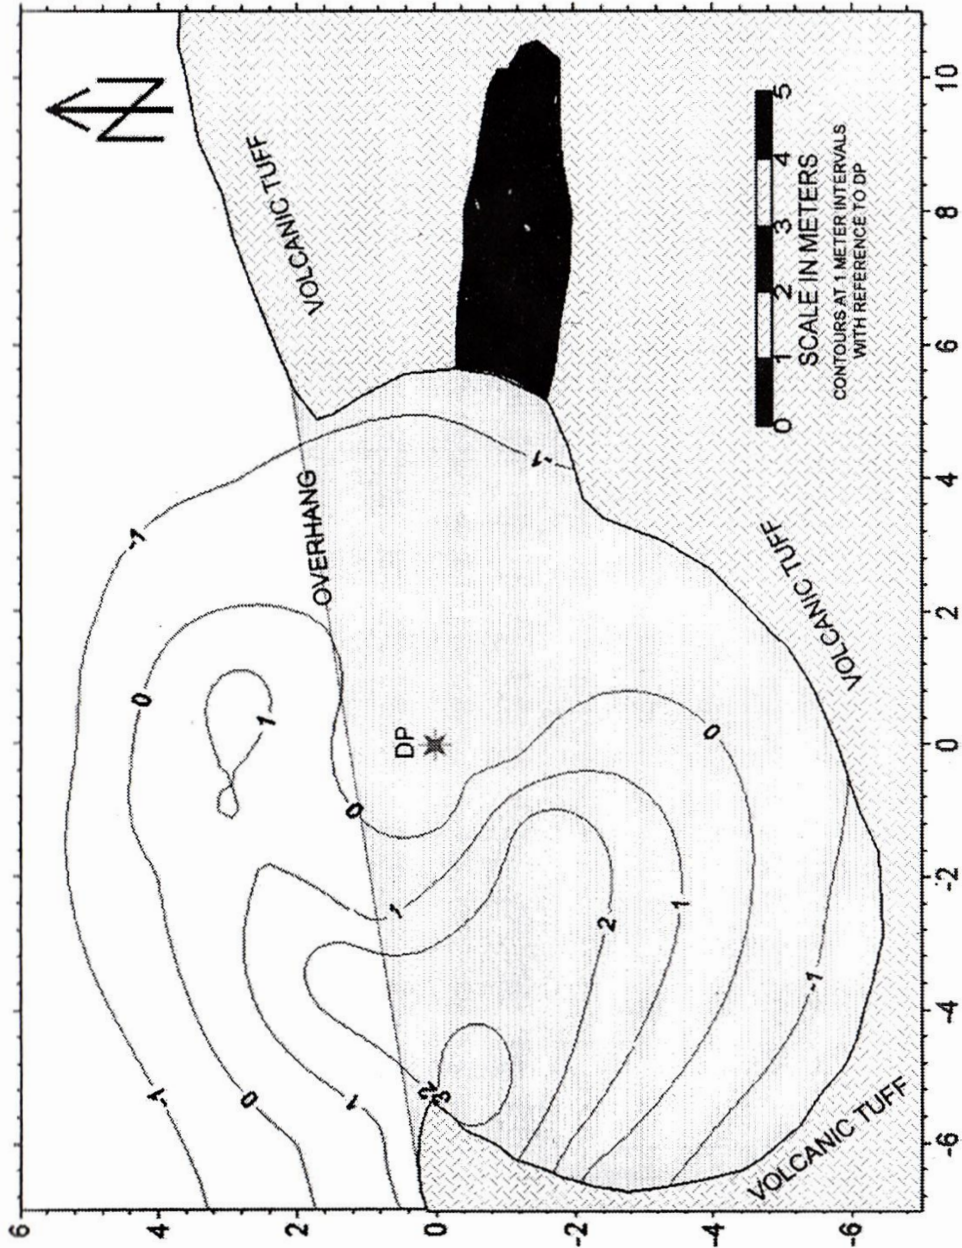 N
VOLCANIC TUFF
OVERHANG
-1
0
1
DP
0
1
2
-1
0
1
0
2
1
-1
-1
VOLCANIC TUFF
VOLCANIC TUFF
0 1 2 3 4 5
SCALE IN METERS
CONTOURS AT 1 METER INTERVALS
WITH REFERENCE TO DP
6 4 2 0 -2 -4 -6
-6 -4 -2 0 2 4 6 8 10